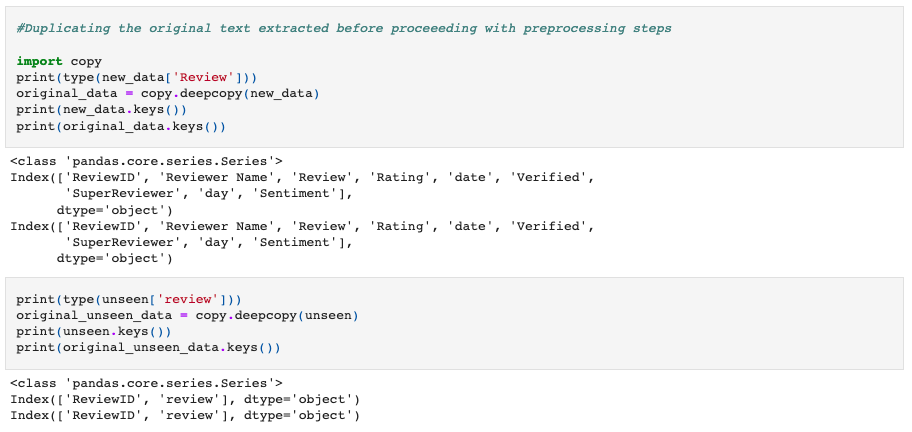 #Duplicating the original text extracted before proceeeding with preprocessing steps
import copy
print(type(new_data['Review']))
original_data = copy.deepcopy(new_data)
print(new_data.keys())
print(original_data.keys())
<class 'pandas.core.series.Series'>
Index(['ReviewID', 'Reviewer Name', 'Review', 'Rating', 'date', 'Verified',
       'SuperReviewer', 'day', 'Sentiment'],
      dtype='object')
Index(['ReviewID', 'Reviewer Name', 'Review', 'Rating', 'date', 'Verified',
       'SuperReviewer', 'day', 'Sentiment'],
      dtype='object')
print(type(unseen['review']))
original_unseen_data = copy.deepcopy(unseen)
print(unseen.keys())
print(original_unseen_data.keys())
<class 'pandas.core.series.Series'>
Index(['ReviewID', 'review'], dtype='object')
Index(['ReviewID', 'review'], dtype='object')